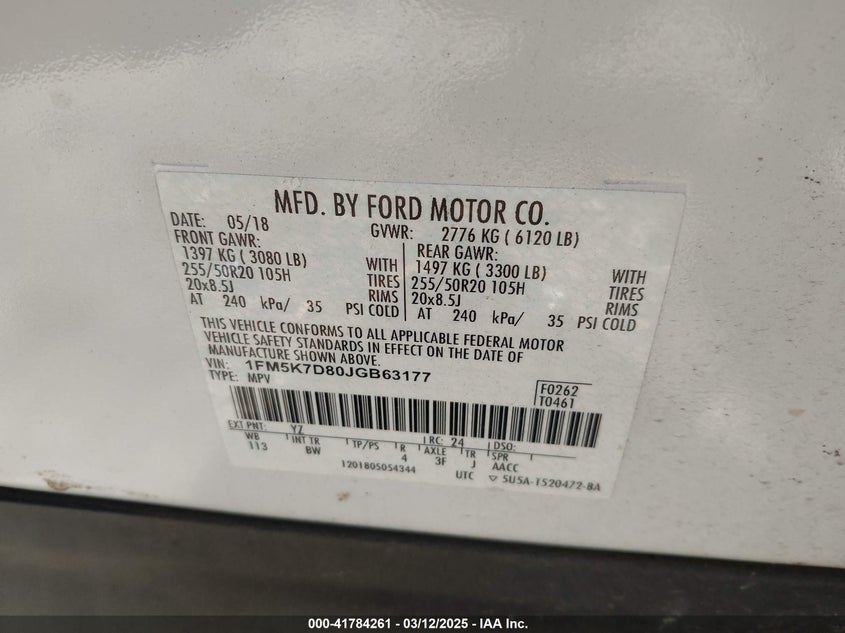 MFD. BY FORD MOTOR CO.
DATE: 05/18 GVWR: 2776 KG ( 6120 LB)
FRONT GAWR: REAR GAWR:
1397 KG ( 3080 LB) WITH 1497 KG ( 3300 LB) WITH
255/50R20 105H TIRES 255/50R20 105H TIRES
20x8.5J RIMS 20x8.5J RIMS
AT 240 kPa/ 35 PSI COLD AT 240 kPa/ 35 PSI COLD
THIS VEHICLE CONFORMS TO ALL APPLICABLE FEDERAL MOTOR
VEHICLE SAFETY STANDARDS IN EFFECT ON THE DATE OF
MANUFACTURE SHOWN ABOVE.
VIN: 1FM5K7D80JGB63177
TYPE: MPV
F0262
T0461
EXT PNT: YZ RC: 24 DSO:
WB INT TR TP/PS R AXLE TR SPR
113 BW 4 3F J AACC
1201805054344 UTC ▽ 5U5A-1520472-BA
000-41784261 - 03/12/2025 - IAA Inc.